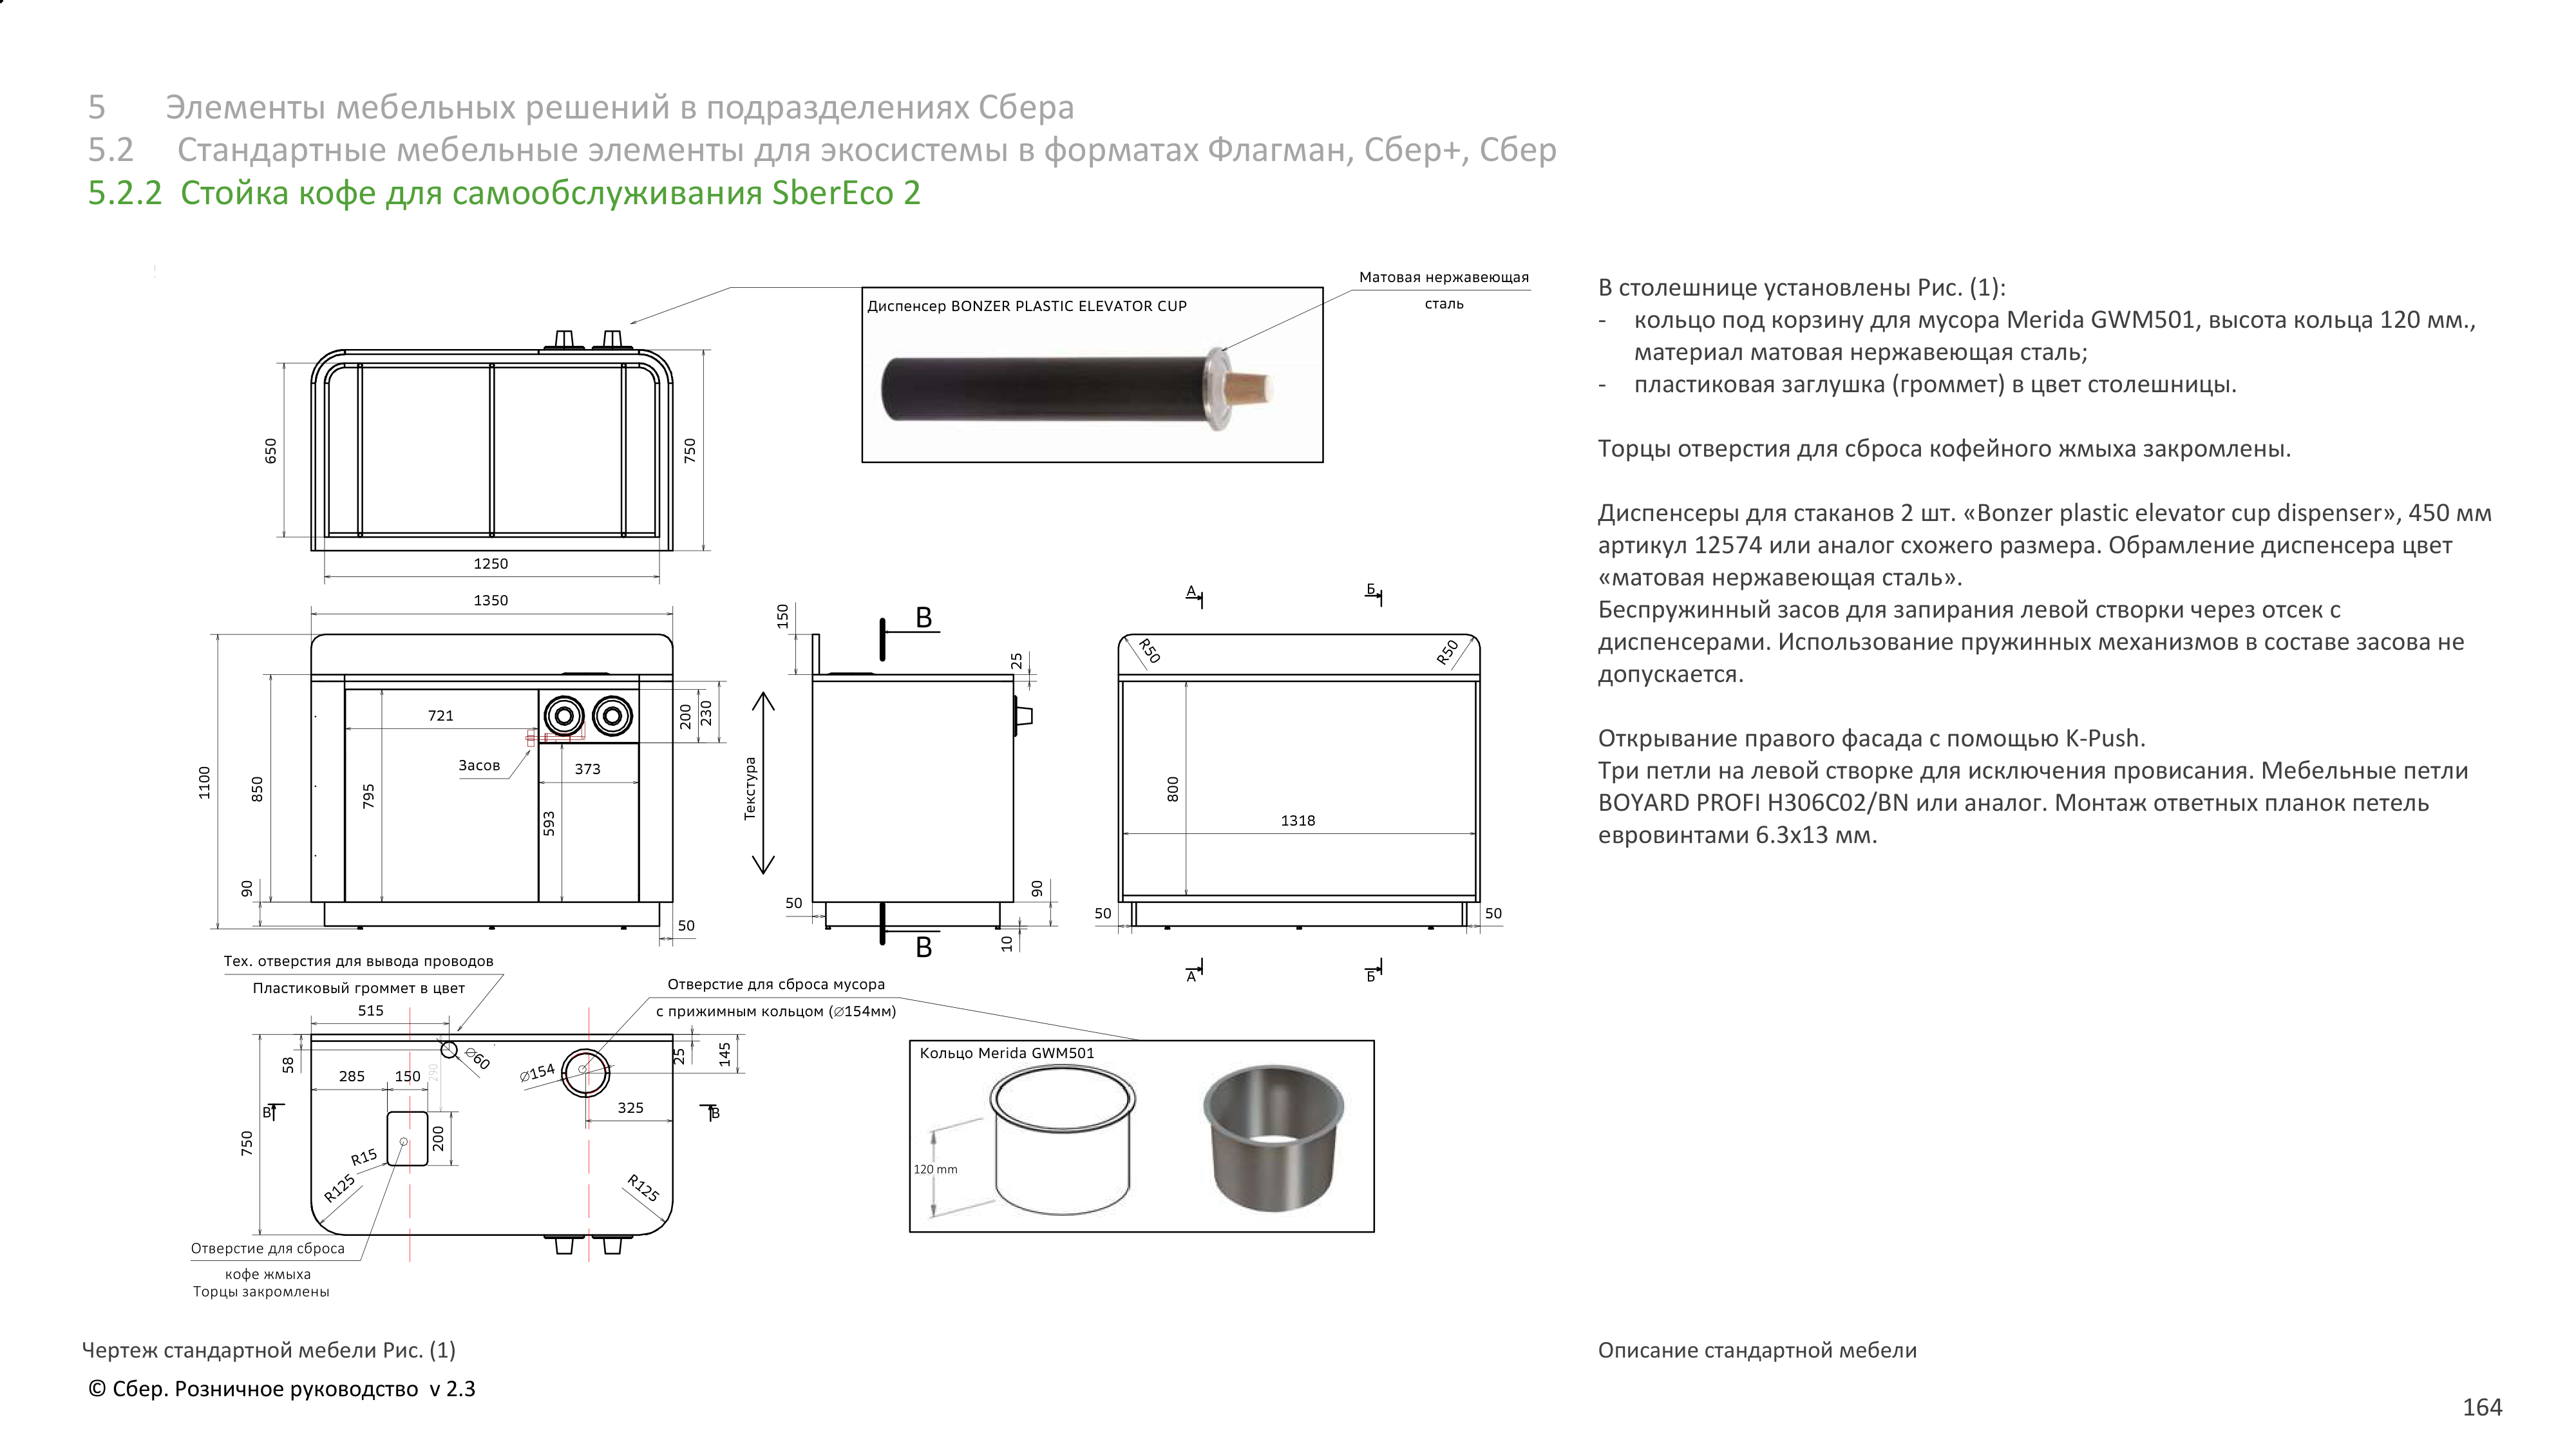 5 Элементы мебельных решений в подразделениях Сбера
5.2 Стандартные мебельные элементы для экосистемы в форматах Флагман, Сбер+, Сбер
5.2.2 Стойка кофе для самообслуживания SberEco 2
Матовая нержавеющая
сталь
Диспенсер BONZER PLASTIC ELEVATOR CUP
650
750
1250
1350
150
В
25
А
Б
R50
R50
721
200
230
Засов
373
1100
850
795
593
Текстура
800
1318
90
50
50
90
10
В
50
50
А
Б
Тех. отверстия для вывода проводов
Пластиковый громмет в цвет
515
Отверстие для сброса мусора
с прижимным кольцом (∅154мм)
58
∅60
290
∅154
25
145
285
150
325
В
В
750
200
R15
R125
R125
Отверстие для сброса
кофе жмыха
Торцы закромлены
Кольцо Merida GWM501
120 mm
В столешнице установлены Рис. (1):
- кольцо под корзину для мусора Merida GWM501, высота кольца 120 мм.,
материал матовая нержавеющая сталь;
- пластиковая заглушка (громмет) в цвет столешницы.
Торцы отверстия для сброса кофейного жмыха закромлены.
Диспенсеры для стаканов 2 шт. «Bonzer plastic elevator cup dispenser», 450 мм
артикул 12574 или аналог схожего размера. Обрамление диспенсера цвет
«матовая нержавеющая сталь».
Беспружинный засов для запирания левой створки через отсек с
диспенсерами. Использование пружинных механизмов в составе засова не
допускается.
Открывание правого фасада с помощью K-Push.
Три петли на левой створке для исключения провисания. Мебельные петли
BOYARD PROFI H306C02/BN или аналог. Монтаж ответных планок петель
евровинтами 6.3x13 мм.
Чертеж стандартной мебели Рис. (1)
Описание стандартной мебели
© Сбер. Розничное руководство v 2.3
164